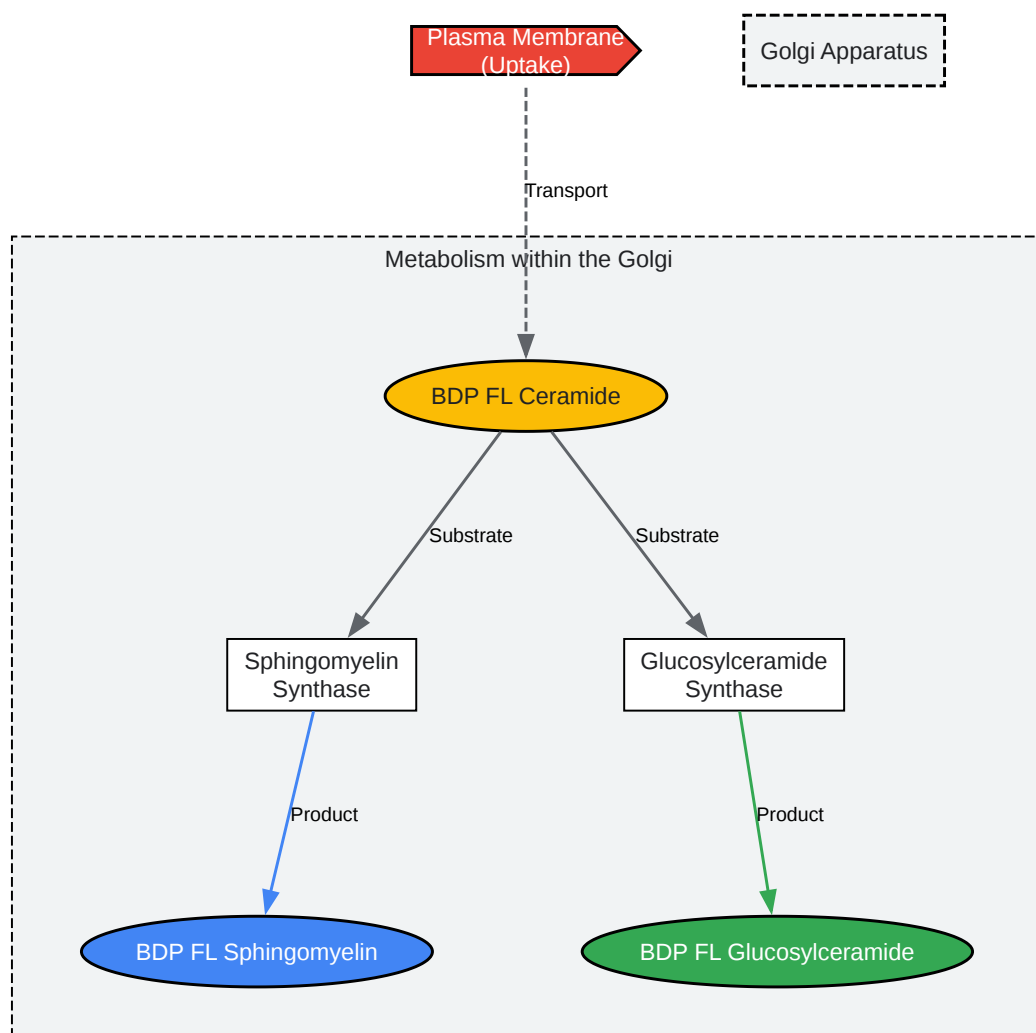 Plasma Membrane
(Uptake)
Golgi Apparatus
Transport
Metabolism within the Golgi
BDP FL Ceramide
Substrate
Substrate
Sphingomyelin
Synthase
Glucosylceramide
Synthase
Product
Product
BDP FL Sphingomyelin
BDP FL Glucosylceramide